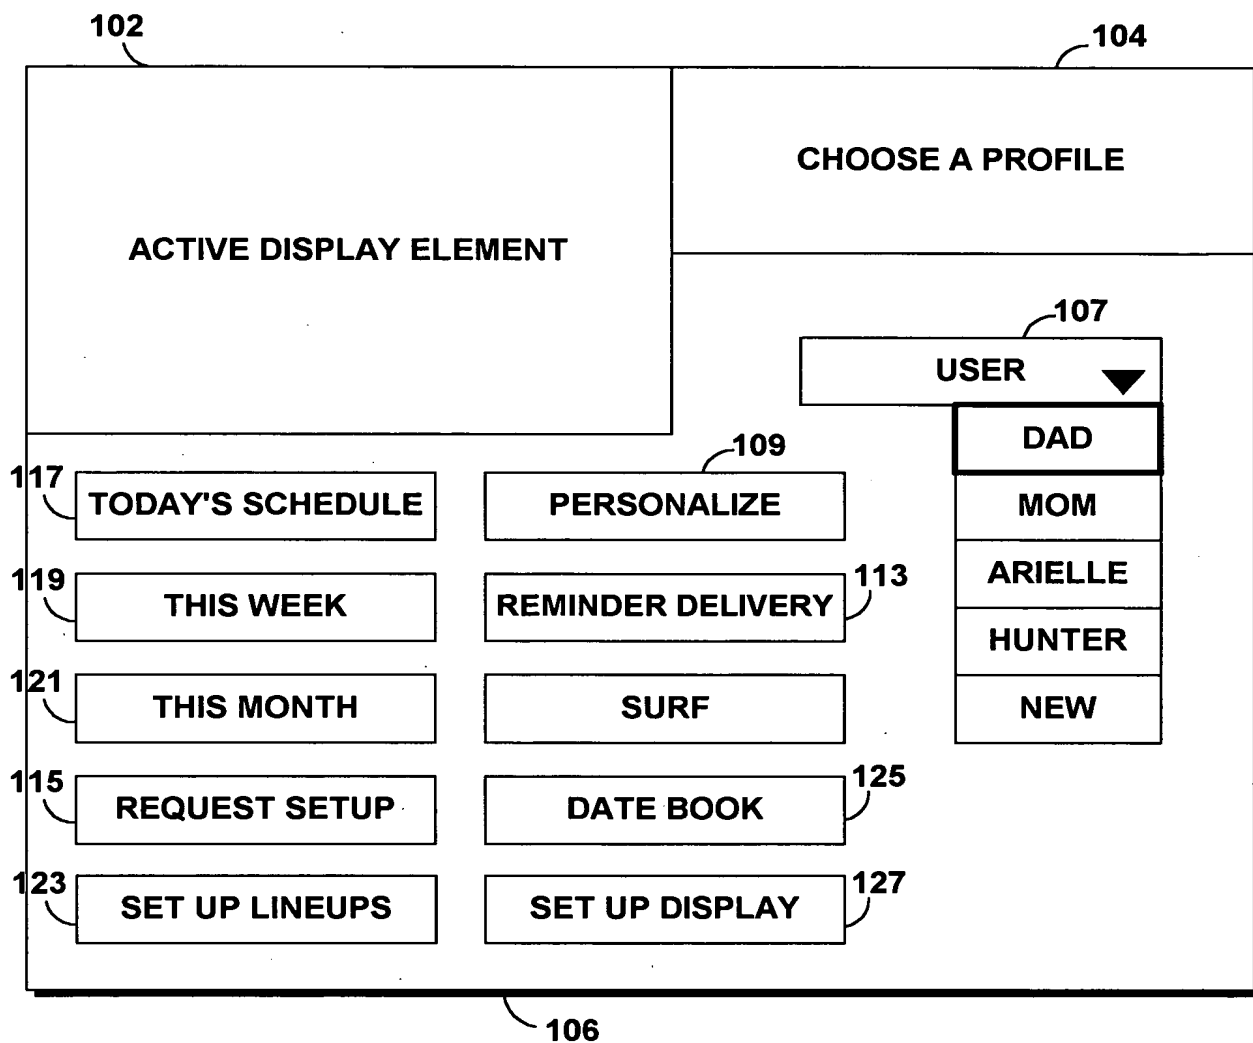 102
104
CHOOSE A PROFILE
ACTIVE DISPLAY ELEMENT
107
USER
DAD
109
117
TODAY'S SCHEDULE
PERSONALIZE
MOM
119
THIS WEEK
REMINDER DELIVERY
113
ARIELLE
HUNTER
121
THIS MONTH
SURF
NEW
115
REQUEST SETUP
DATE BOOK
125
123
SET UP LINEUPS
SET UP DISPLAY
127
106